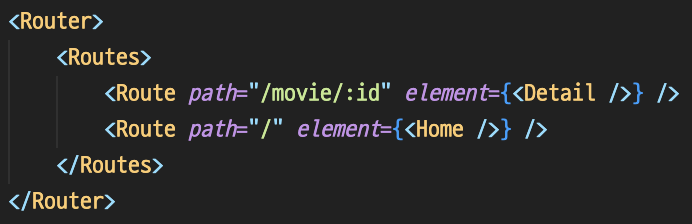 <Router>
<Routes>
<Route path="/movie/:id" element={<Detail />} />
<Route path="/" element={<Home />} />
</Routes>
</Router>